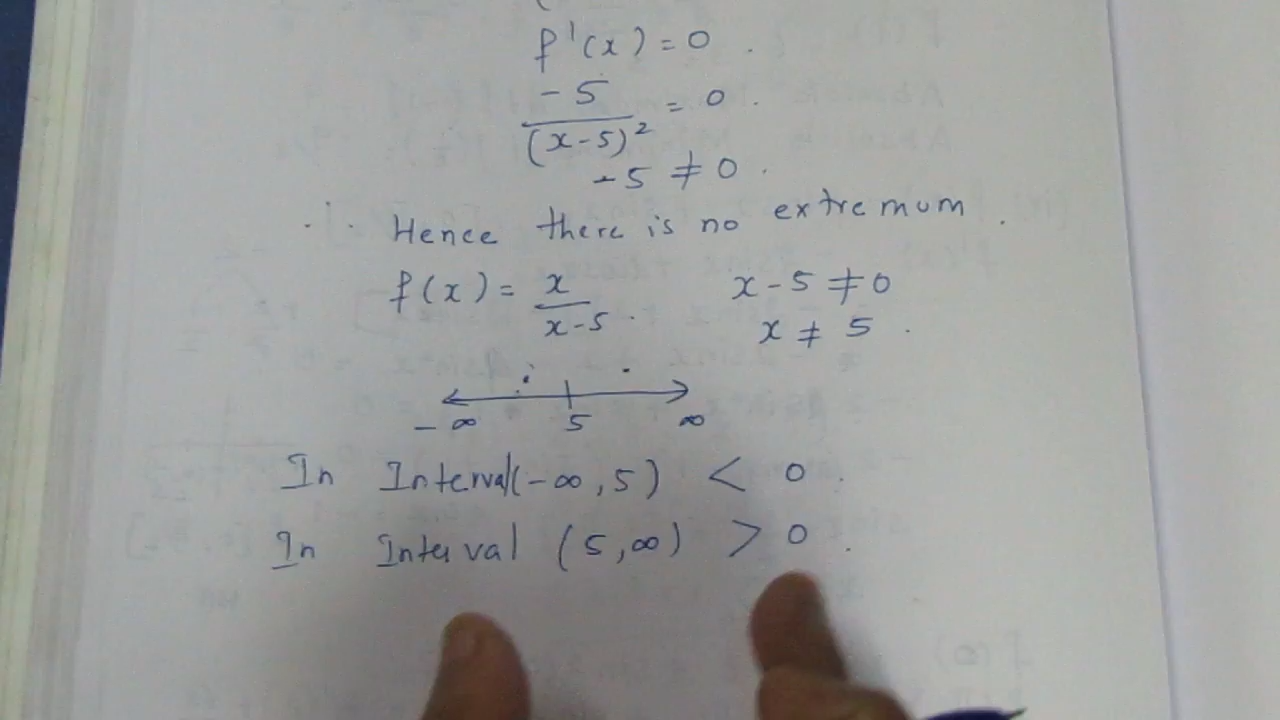 f'(x) = 0 .
-5 / (x-5)² = 0 .
-5 ≠ 0 .
∴ Hence there is no extremum .
f(x) = x / x-5 . x-5 ≠ 0
x ≠ 5 .
-∞ 5 ∞
In Interval (-∞, 5) < 0 .
In Interval (5, ∞) > 0 .